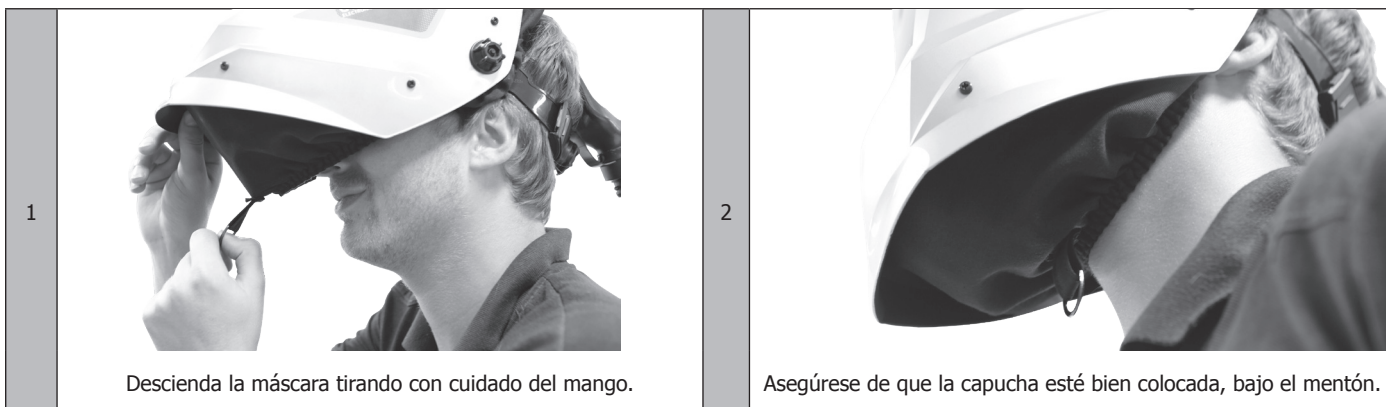 1
Descienda la máscara tirando con cuidado del mango.
2
Asegúrese de que la capucha esté bien colocada, bajo el mentón.